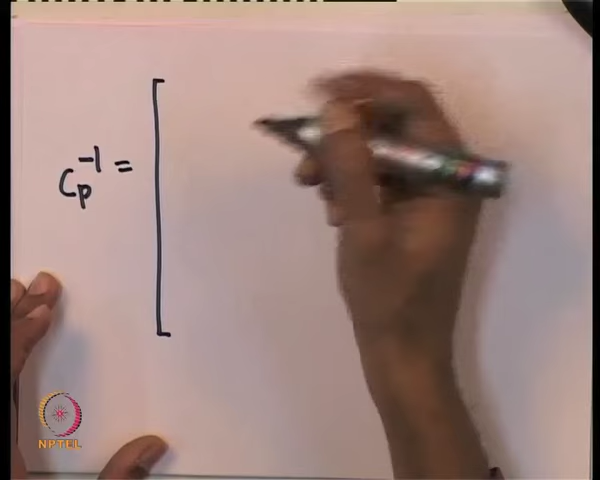 Cp⁻¹ = [
NPTEL